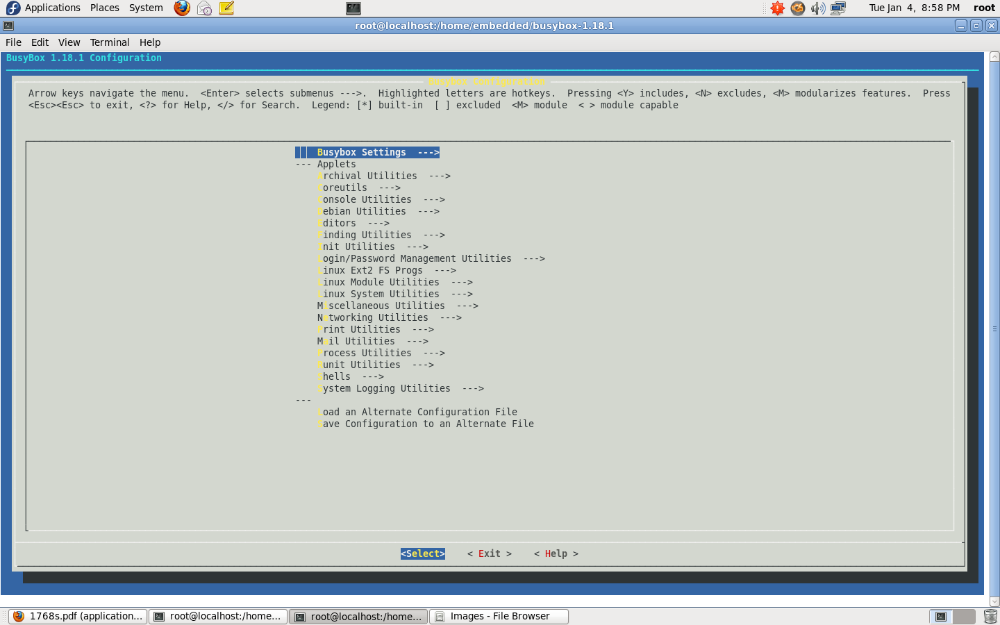 Applications Places System
Tue Jan 4, 8:58 PM root
root@localhost:/home/embedded/busybox-1.18.1
File Edit View Terminal Help
BusyBox 1.18.1 Configuration
Busybox Configuration
Arrow keys navigate the menu. <Enter> selects submenus --->. Highlighted letters are hotkeys. Pressing <Y> includes, <N> excludes, <M> modularizes features. Press
<Esc><Esc> to exit, <?> for Help, </> for Search. Legend: [*] built-in [ ] excluded <M> module < > module capable
Busybox Settings --->
--- Applets
Archival Utilities --->
Coreutils --->
Console Utilities --->
Debian Utilities --->
Editors --->
Finding Utilities --->
Init Utilities --->
Login/Password Management Utilities --->
Linux Ext2 FS Progs --->
Linux Module Utilities --->
Linux System Utilities --->
Miscellaneous Utilities --->
Networking Utilities --->
Print Utilities --->
Mail Utilities --->
Process Utilities --->
Runit Utilities --->
Shells --->
System Logging Utilities --->
---
Load an Alternate Configuration File
Save Configuration to an Alternate File
<Select> < Exit > < Help >
1768s.pdf (application... root@localhost:/home... root@localhost:/home... Images - File Browser